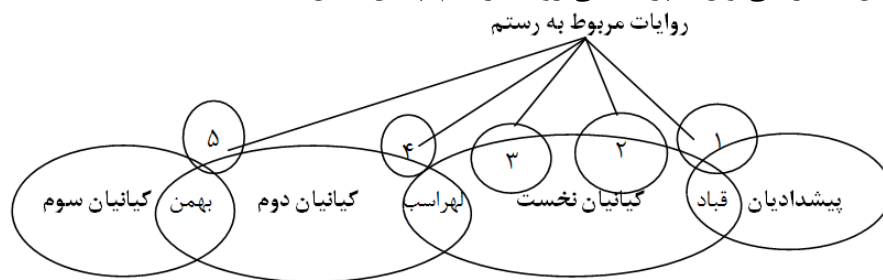 روایات مربوط به رستم
۱ ۲ ۳ ۴ ۵
پیشدادیان قباد کیانیان نخست لهراسب کیانیان دوم بهمن کیانیان سوم